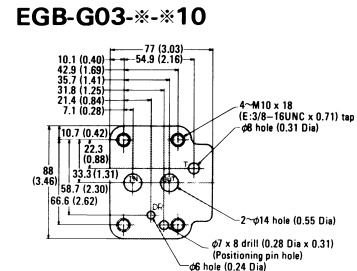 EGB-G03-※-※10
77 (3.03)
10.1 (0.40) 54.9 (2.16)
42.9 (1.69)
35.7 (1.41)
31.8 (1.25)
21.4 (0.84)
7.1 (0.28)
4~M10 x 18
(E:3/8-16UNC x 0.71) tap
ø8 hole (0.31 Dia)
10.7 (0.42)
22.3
(0.88)
T
88
(3.46)
33.3 (1.31)
IN OUT
58.7 (2.30)
66.6 (2.62)
DR
2~ø14 hole (0.55 Dia)
ø7 x 8 drill (0.28 Dia x 0.31)
(Positioning pin hole)
ø6 hole (0.24 Dia)